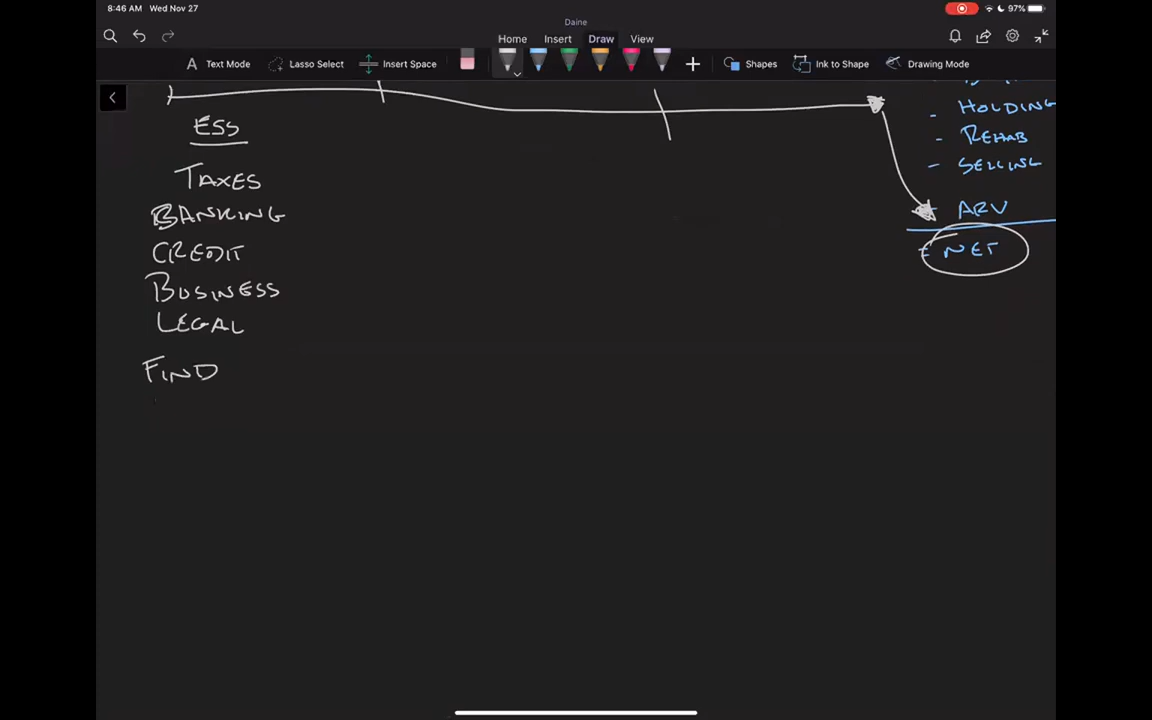 8:46 AM Wed Nov 27
97%
Daine
Home Insert Draw View
Text Mode Lasso Select Insert Space Shapes Ink to Shape Drawing Mode
- HOLDING
- REHAB
- SELLING
ARV
= NET
ESS
TAXES
BANKING
CREDIT
BUSINESS
LEGAL
FIND